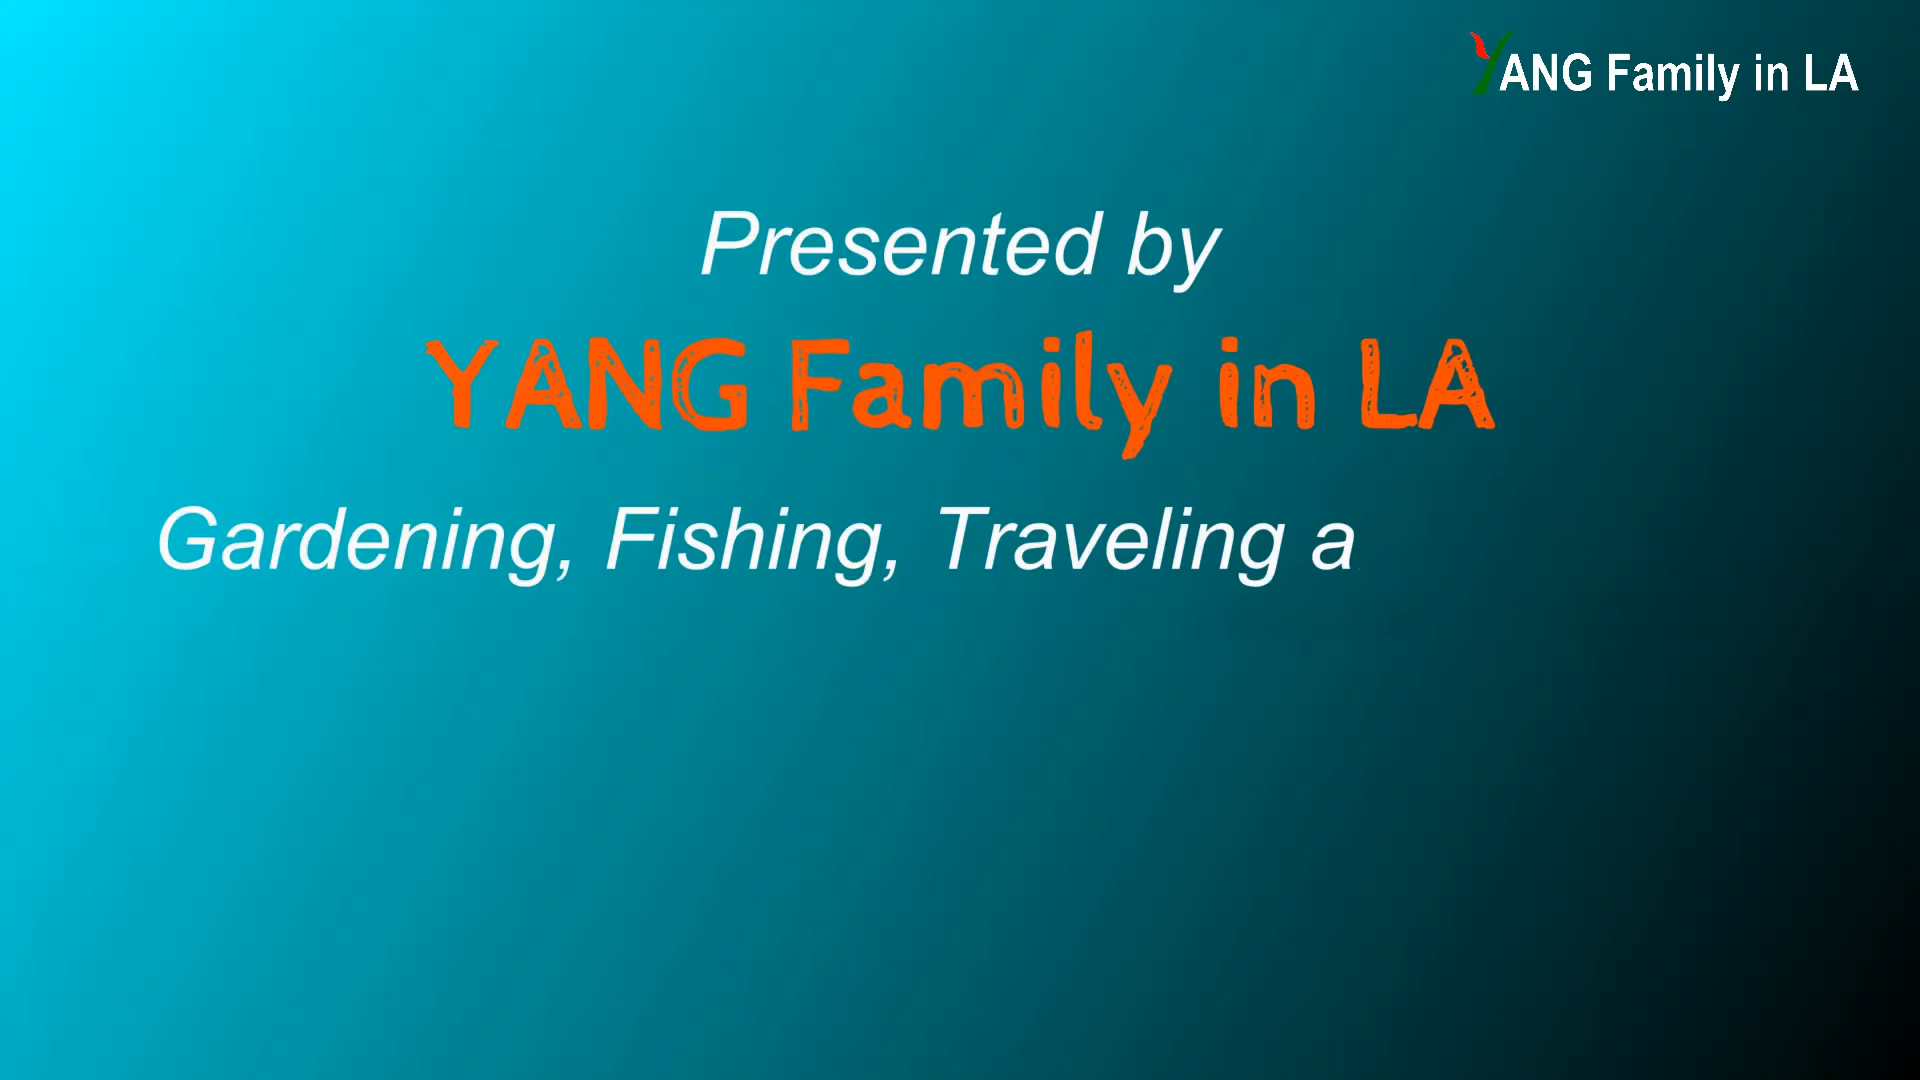 YANG Family in LA
Presented by
YANG Family in LA
Gardening, Fishing, Traveling a